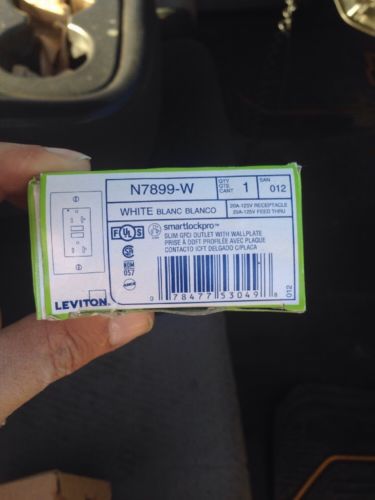 N7899-W
QTY.
QTE.
CANT
1
SAN
012
WHITE BLANC BLANCO
20A-125V RECEPTACLE
20A-125V FEED THRU
smartlockpro™
SLIM GFCI OUTLET WITH WALLPLATE
PRISE À DDFT PROFILÉE AVEC PLAQUE
CONTACTO ICFT DELGADO C/PLACA
NOM
057
LEVITON.
0 78477 53049 8
012